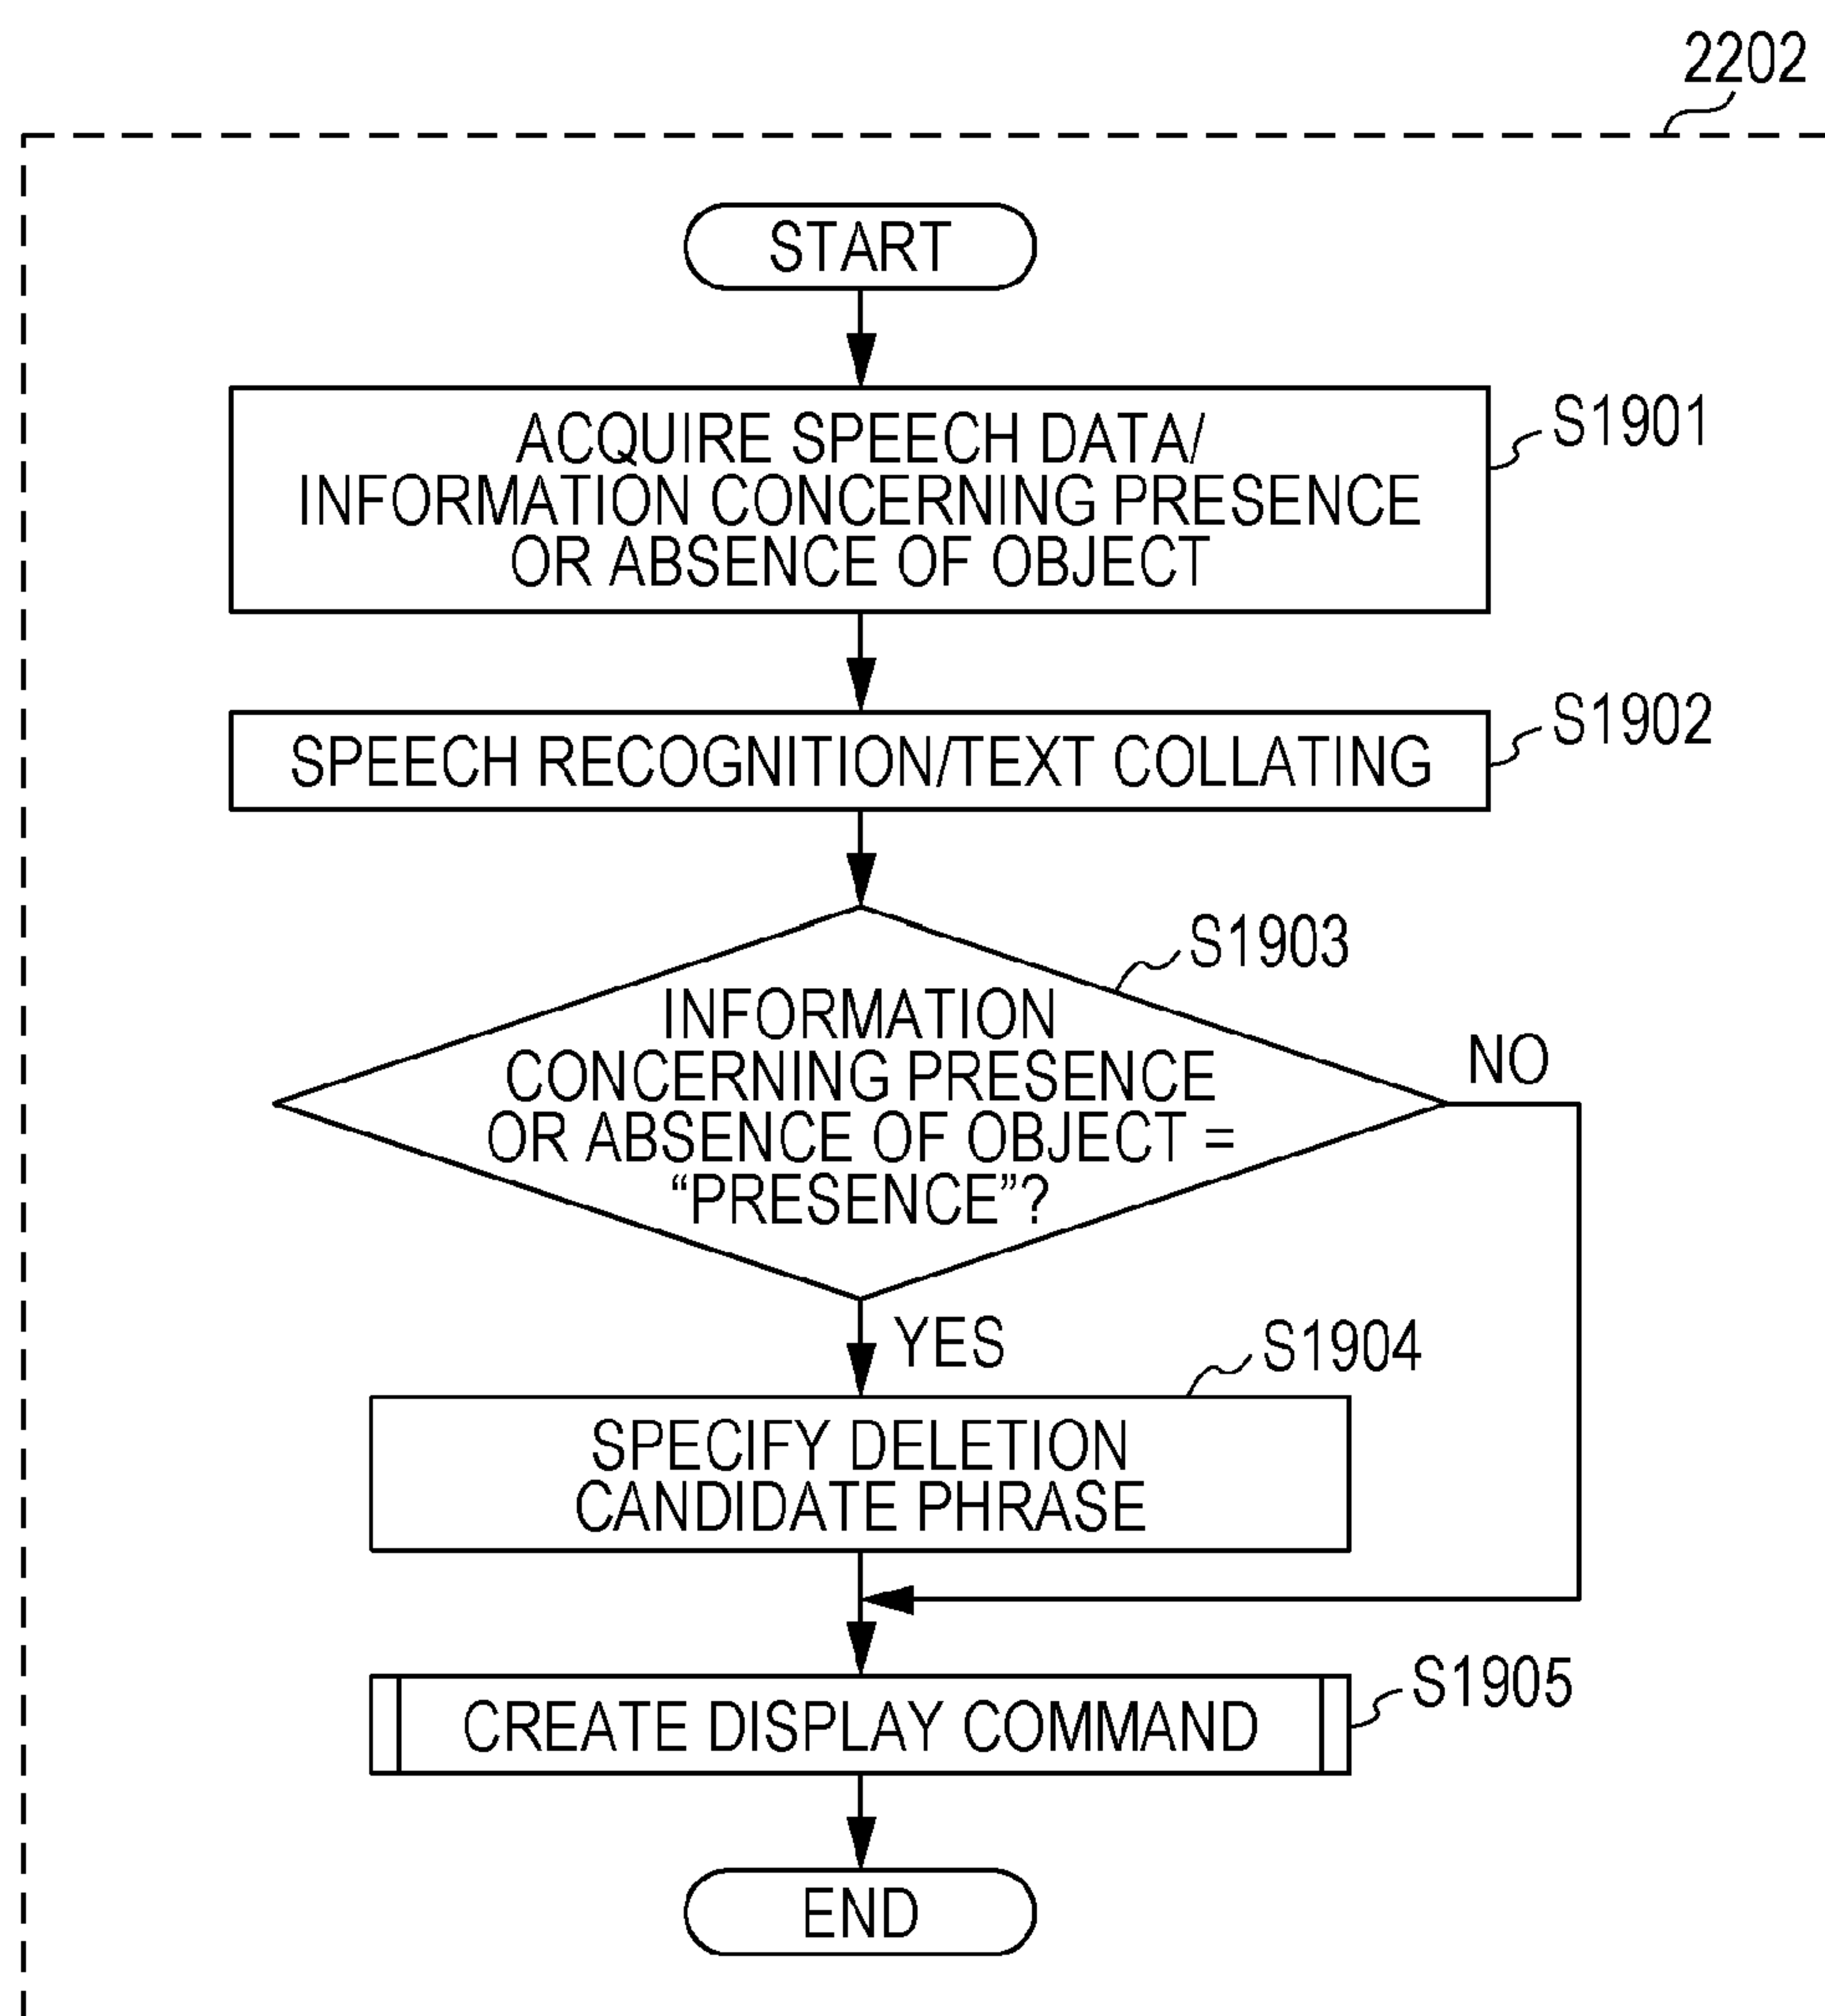 2202
START
ACQUIRE SPEECH DATA/
INFORMATION CONCERNING PRESENCE
OR ABSENCE OF OBJECT
S1901
SPEECH RECOGNITION/TEXT COLLATING
S1902
S1903
INFORMATION
CONCERNING PRESENCE
OR ABSENCE OF OBJECT =
“PRESENCE”?
NO
YES
S1904
SPECIFY DELETION
CANDIDATE PHRASE
CREATE DISPLAY COMMAND
S1905
END